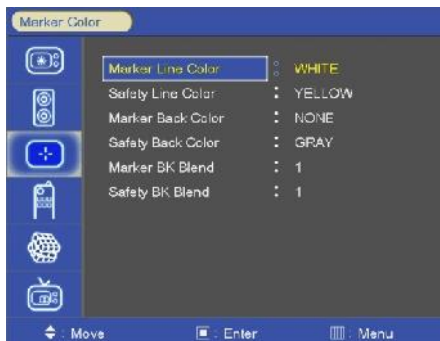 Marker Color
Marker Line Color : WHITE
Safety Line Color : YELLOW
Marker Back Color : NONE
Safety Back Color : GRAY
Marker BK Blend : 1
Safety BK Blend : 1
: Move : Enter : Menu